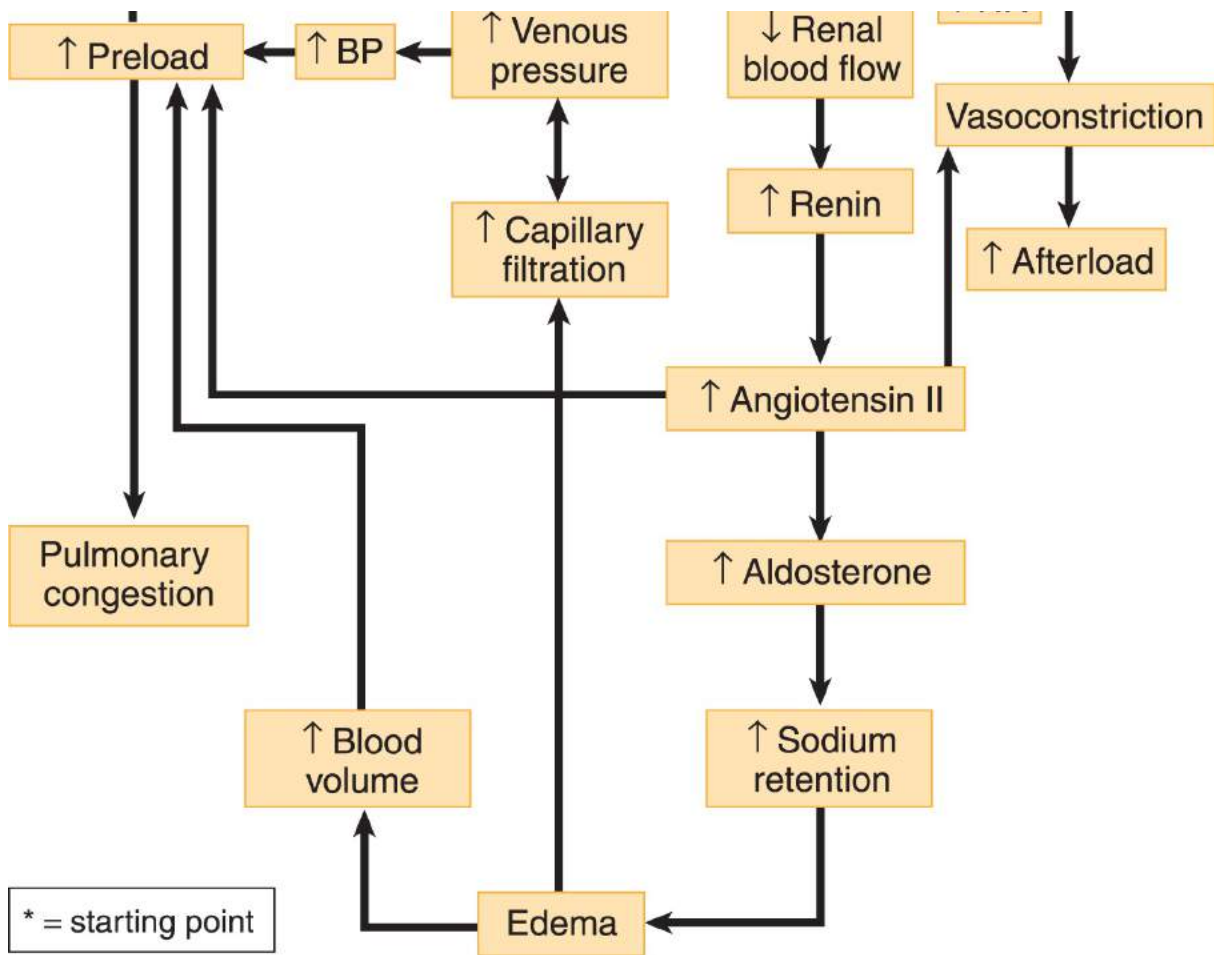 ↑ Preload
↑ BP
↑ Venous
pressure
↓ Renal
blood flow
Vasoconstriction
↑ Renin
↑ Capillary
filtration
↑ Afterload
↑ Angiotensin II
Pulmonary
congestion
↑ Aldosterone
↑ Blood
volume
↑ Sodium
retention
Edema
* = starting point